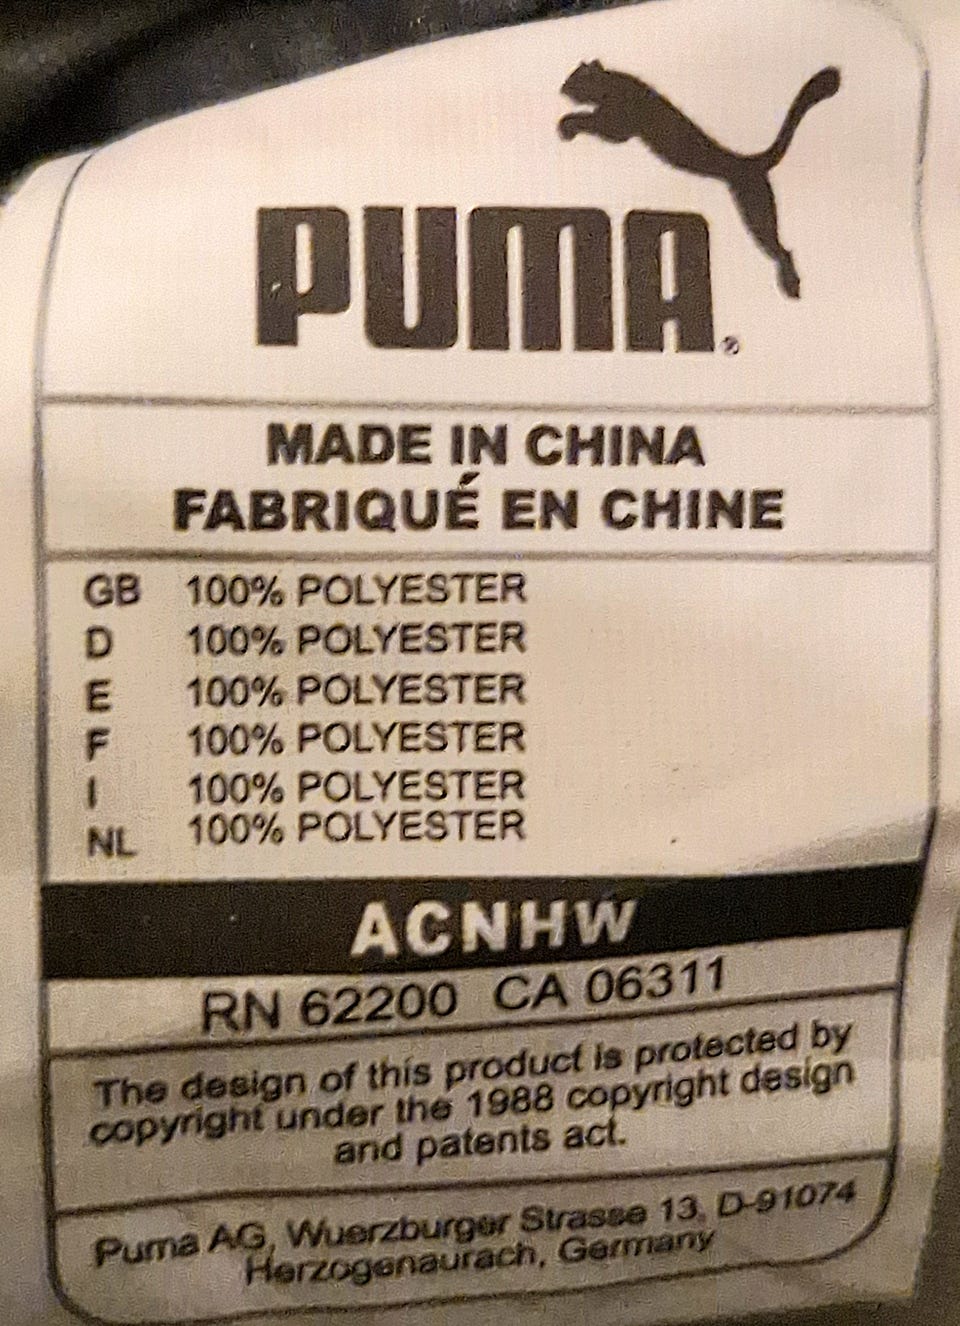 PUMA®
MADE IN CHINA
FABRIQUÉ EN CHINE
GB 100% POLYESTER
D 100% POLYESTER
E 100% POLYESTER
F 100% POLYESTER
I 100% POLYESTER
NL 100% POLYESTER
ACNHW
RN 62200 CA 06311
The design of this product is protected by
copyright under the 1988 copyright design
and patents act.
Puma AG, Wuerzburger Strasse 13, D-91074
Herzogenaurach, Germany